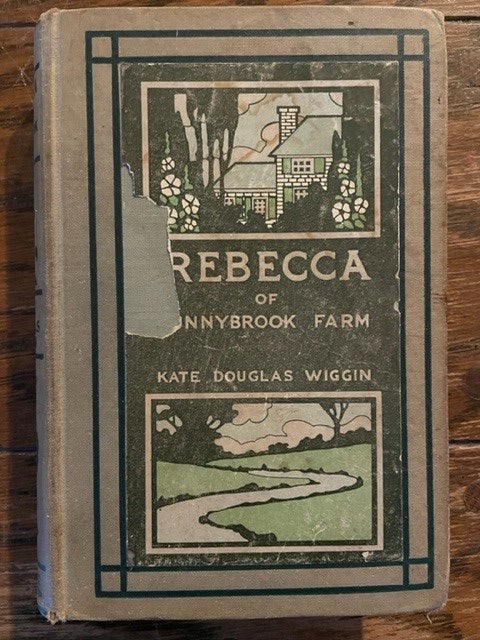 REBECCA
OF
NNYBROOK FARM
KATE DOUGLAS WIGGIN